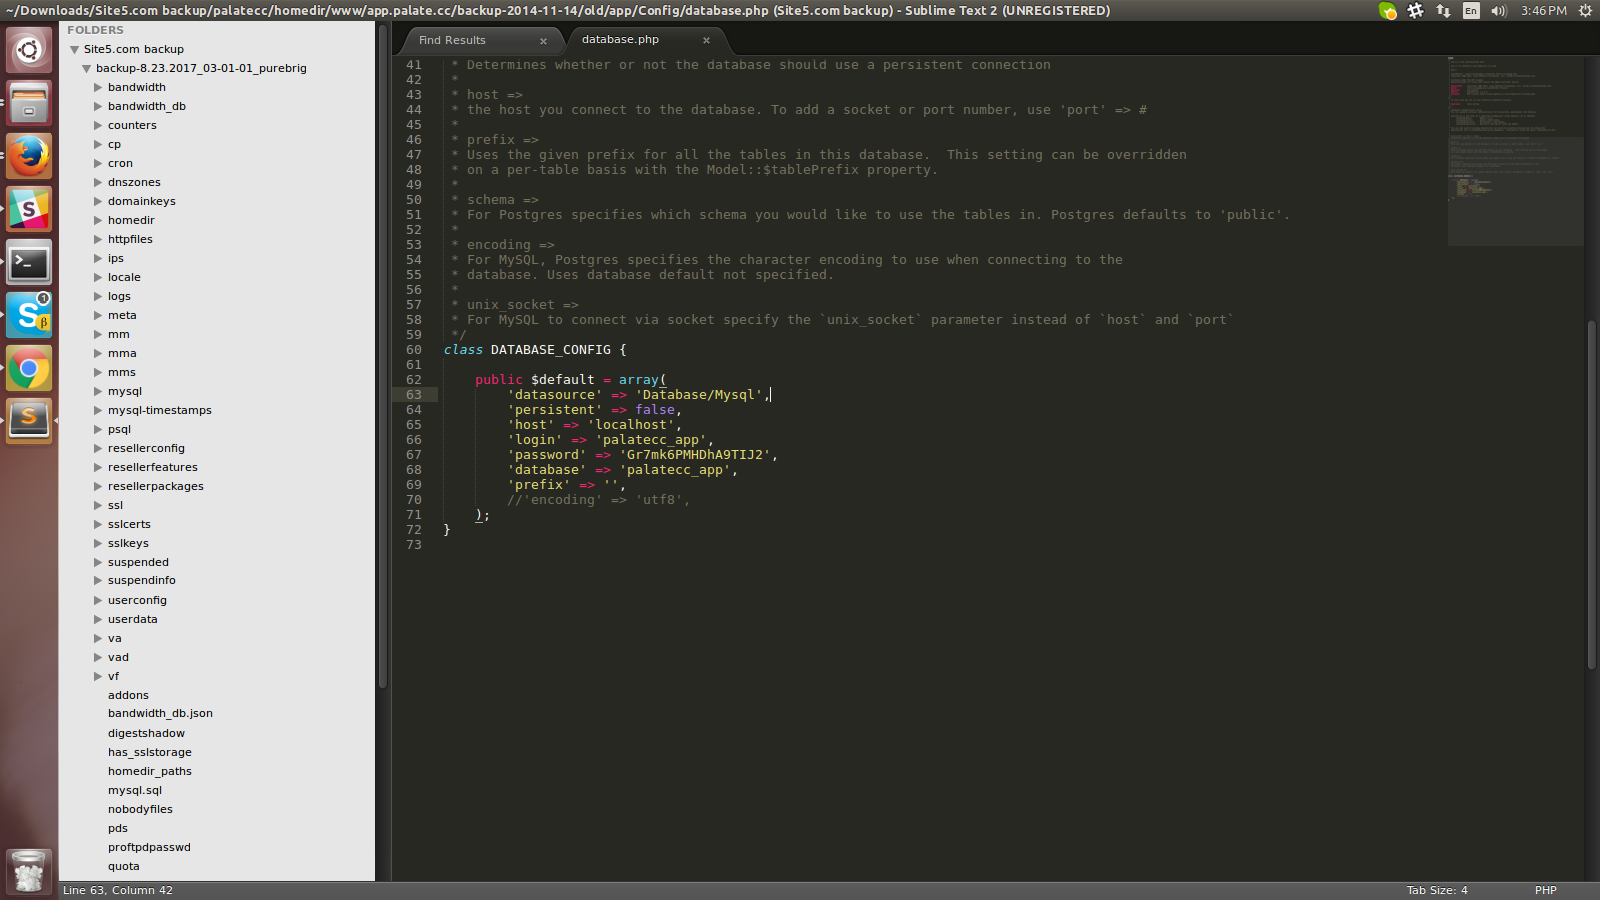 ~/Downloads/Site5.com backup/palatecc/homedir/www/app.palate.cc/backup-2014-11-14/old/app/Config/database.php (Site5.com backup) - Sublime Text 2 (UNREGISTERED)
En
3:46 PM
FOLDERS
Site5.com backup
backup-8.23.2017_03-01-01_purebrig
bandwidth
bandwidth_db
counters
cp
cron
dnszones
domainkeys
homedir
httpfiles
ips
locale
logs
meta
mm
mma
mms
mysql
mysql-timestamps
psql
resellerconfig
resellerfeatures
resellerpackages
ssl
sslcerts
sslkeys
suspended
suspendinfo
userconfig
userdata
va
vad
vf
addons
bandwidth_db.json
digestshadow
has_sslstorage
homedir_paths
mysql.sql
nobodyfiles
pds
proftpdpasswd
quota
Find Results ×
database.php ×
41 * Determines whether or not the database should use a persistent connection
42 *
43 * host =>
44 * the host you connect to the database. To add a socket or port number, use 'port' => #
45 *
46 * prefix =>
47 * Uses the given prefix for all the tables in this database.  This setting can be overridden
48 * on a per-table basis with the Model::$tablePrefix property.
49 *
50 * schema =>
51 * For Postgres specifies which schema you would like to use the tables in. Postgres defaults to 'public'.
52 *
53 * encoding =>
54 * For MySQL, Postgres specifies the character encoding to use when connecting to the
55 * database. Uses database default not specified.
56 *
57 * unix_socket =>
58 * For MySQL to connect via socket specify the `unix_socket` parameter instead of `host` and `port`
59 */
60 class DATABASE_CONFIG {
61
62 public $default = array(
63 'datasource' => 'Database/Mysql',
64 'persistent' => false,
65 'host' => 'localhost',
66 'login' => 'palatecc_app',
67 'password' => 'Gr7mk6PMHDhA9TIJ2',
68 'database' => 'palatecc_app',
69 'prefix' => '',
70 //'encoding' => 'utf8',
71 );
72 }
73
Line 63, Column 42
Tab Size: 4
PHP